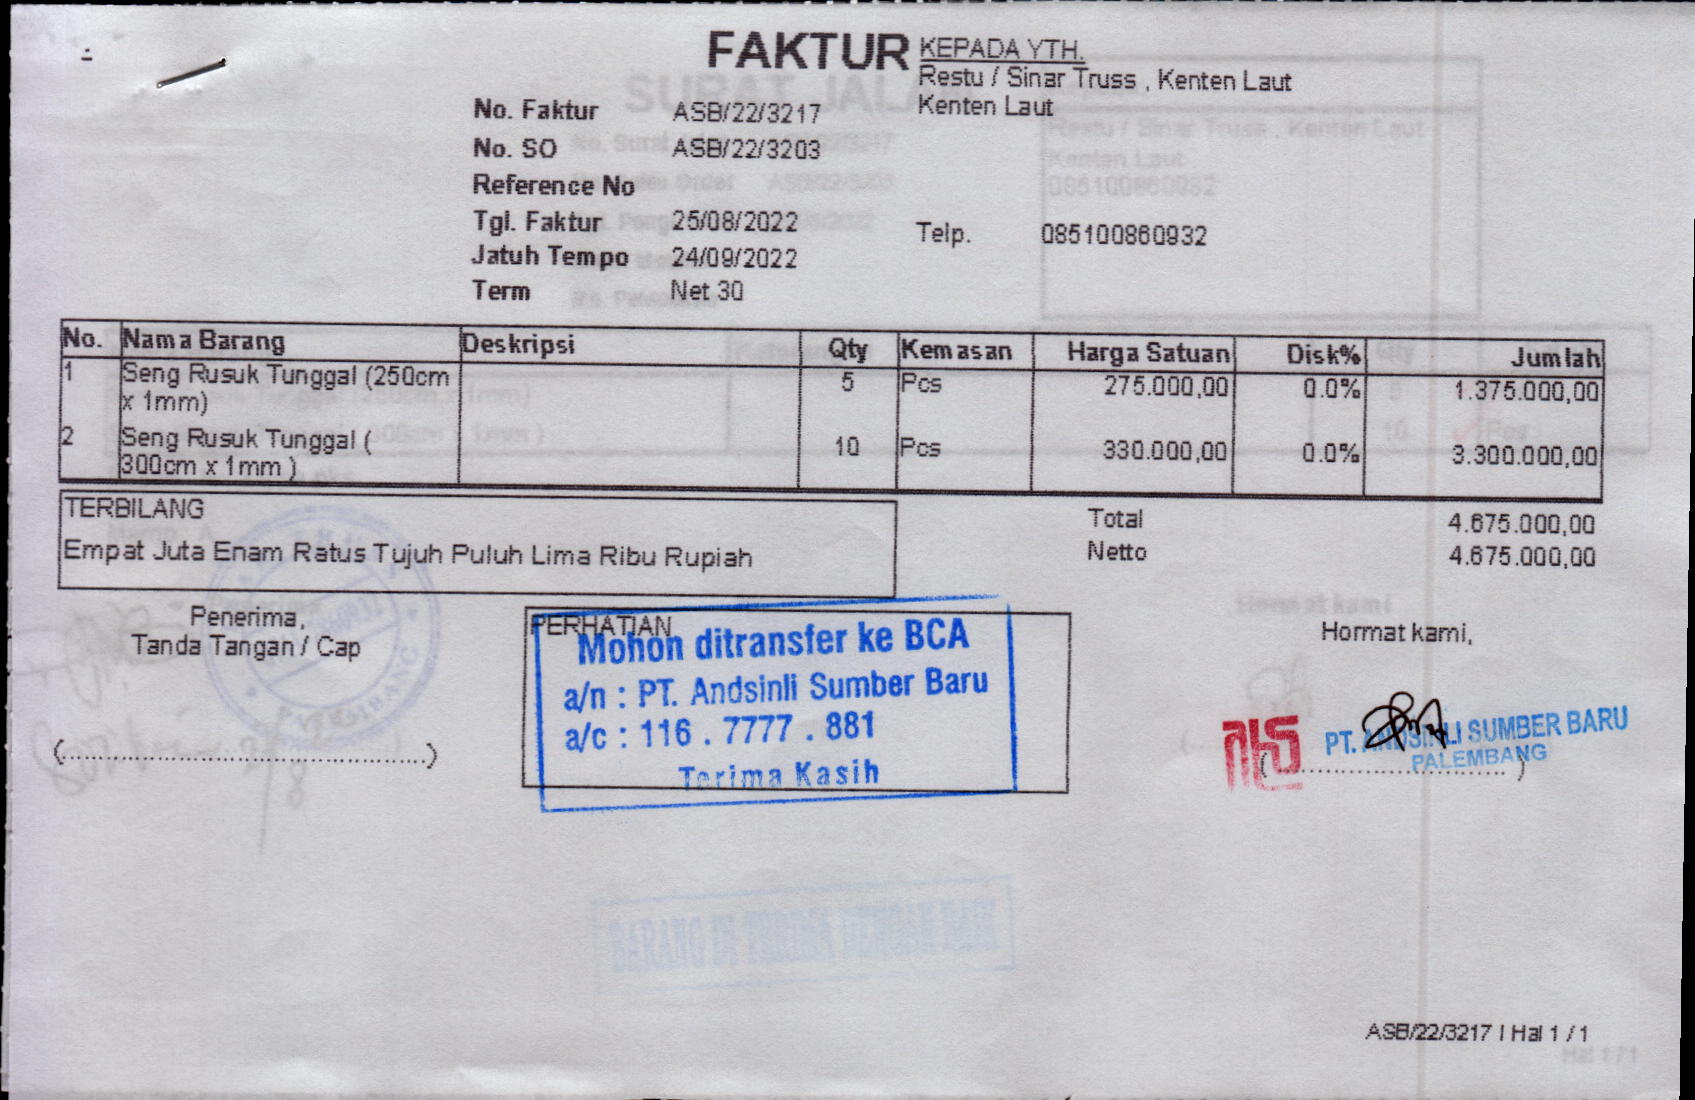 FAKTUR
KEPADA YTH.
Restu / Sinar Truss , Kenten Laut
Kenten Laut
No. Faktur ASB/22/3217
No. SO ASB/22/3203
Reference No
Tgl. Faktur 25/08/2022
Telp. 085100860932
Jatuh Tempo 24/09/2022
Term Net 30
No. Nama Barang Deskripsi Qty Kemasan Harga Satuan Disk% Jumlah
1 Seng Rusuk Tunggal (250cm 5 Pcs 275.000,00 0.0% 1.375.000,00
x 1mm)
2 Seng Rusuk Tunggal ( 10 Pcs 330.000,00 0.0% 3.300.000,00
300cm x 1mm )
TERBILANG
Empat Juta Enam Ratus Tujuh Puluh Lima Ribu Rupiah
Total 4.675.000,00
Netto 4.675.000,00
Penerima,
Tanda Tangan / Cap
(..................................................)
PERHATIAN
Mohon ditransfer ke BCA
a/n : PT. Andsinli Sumber Baru
a/c : 116 . 7777 . 881
Terima Kasih
Hormat kami,
PT. ANDSINLI SUMBER BARU
PALEMBANG
(..............................)
ASB/22/3217 / Hal 1 / 1